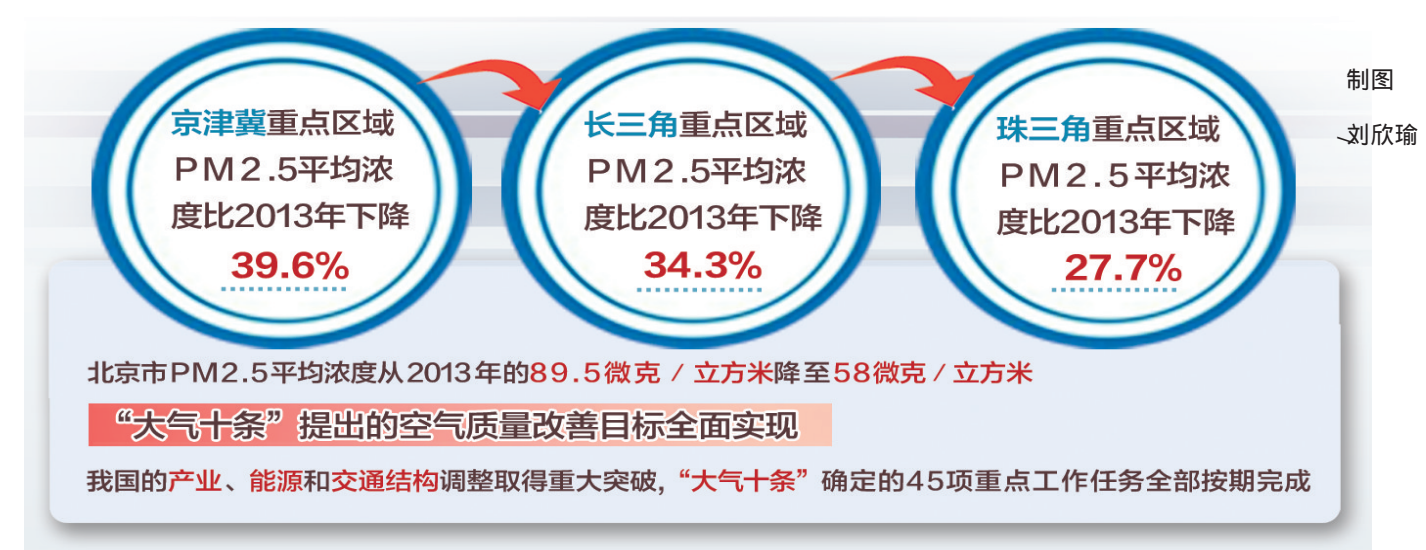 京津冀重点区域
PM2.5平均浓
度比2013年下降
39.6%
长三角重点区域
PM2.5平均浓
度比2013年下降
34.3%
珠三角重点区域
PM2.5平均浓
度比2013年下降
27.7%
制图
刘欣瑜
北京市PM2.5平均浓度从2013年的89.5微克/立方米降至58微克/立方米
“大气十条”提出的空气质量改善目标全面实现
我国的产业、能源和交通结构调整取得重大突破,“大气十条”确定的45项重点工作任务全部按期完成